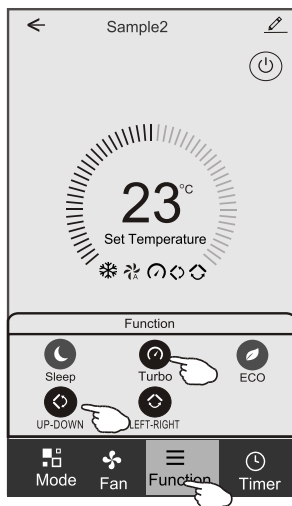 Sample2
23°C
Set Temperature
A
Function
Sleep Turbo ECO
UP-DOWN LEFT-RIGHT
Mode Fan Function Timer